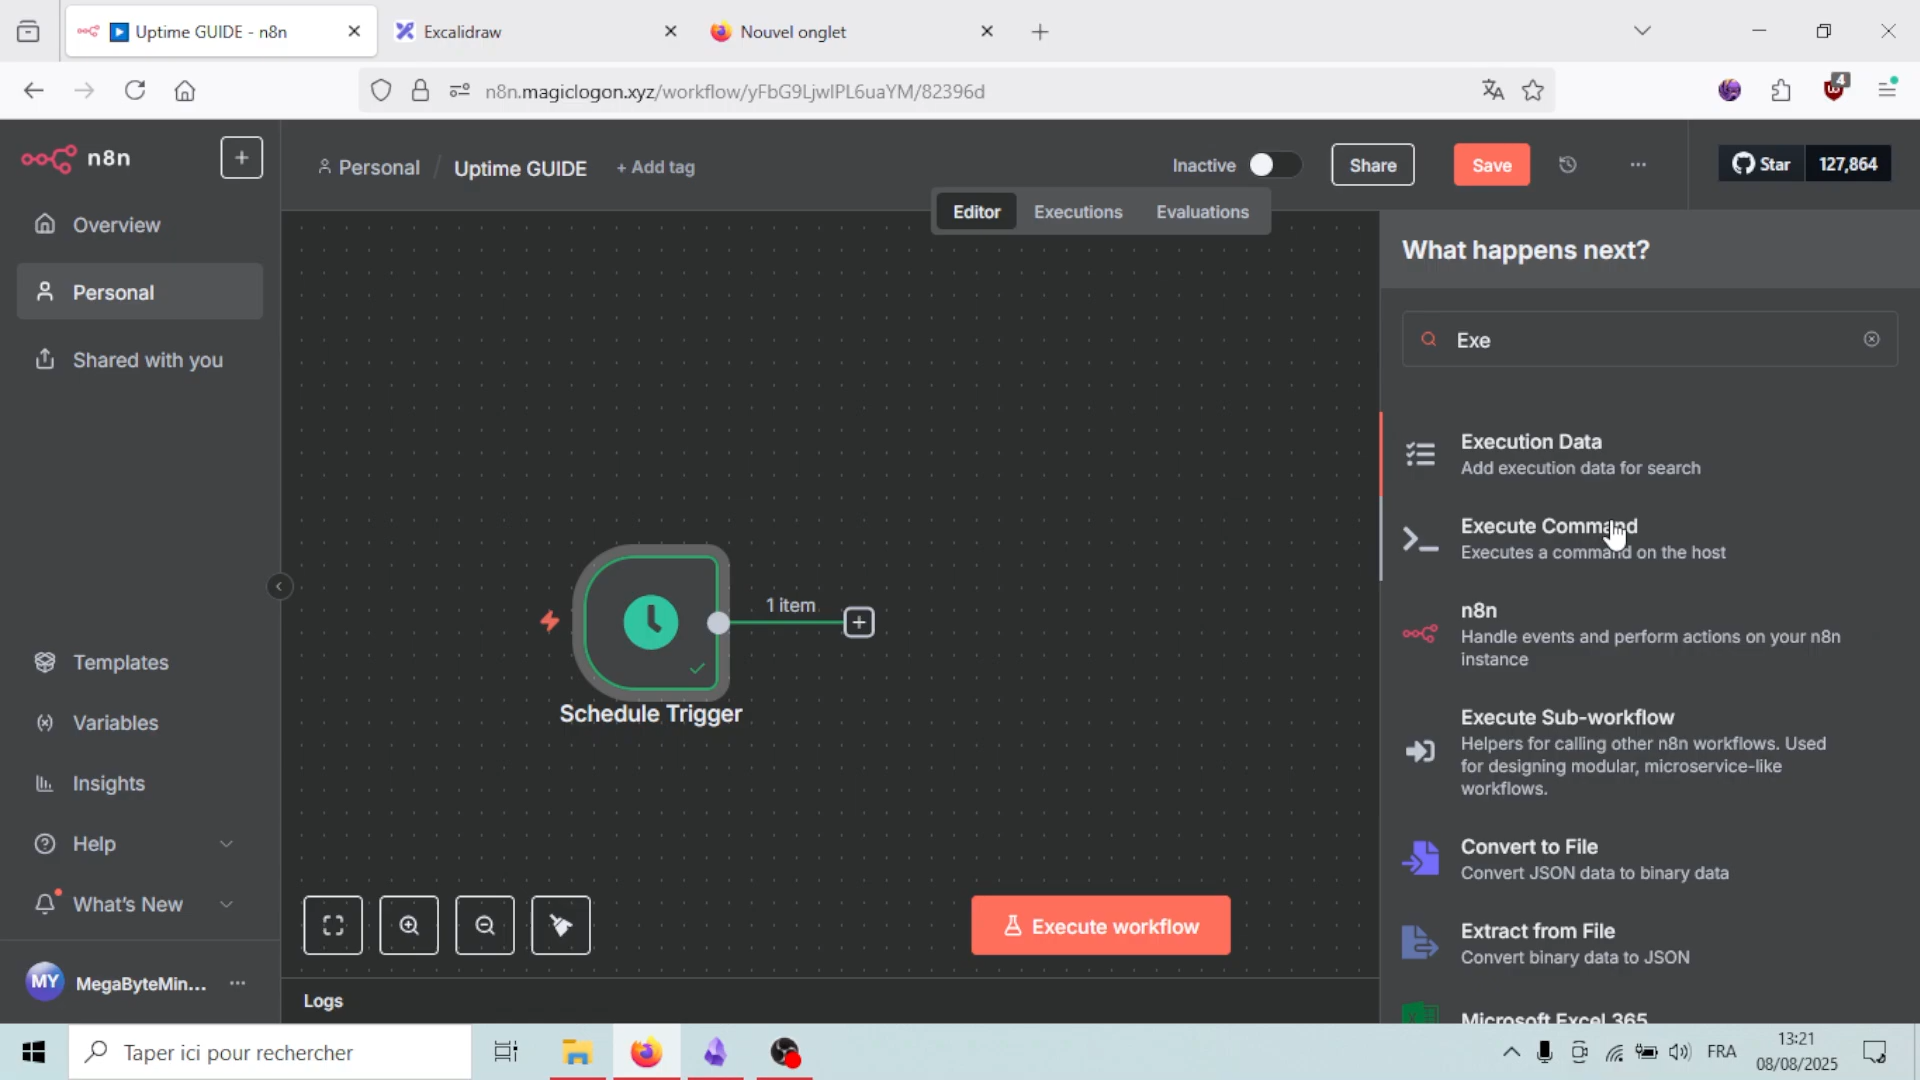 Uptime GUIDE - n8n
Excalidraw
Nouvel onglet
n8n.magiclogon.xyz/workflow/yFbG9LjwIPL6uaYM/82396d
4
n8n
Personal / Uptime GUIDE + Add tag
Inactive
Share
Save
Star 127,864
Editor Executions Evaluations
Overview
Personal
Shared with you
Templates
Variables
Insights
Help
What's New
MY MegaByteMin...
1 item
Schedule Trigger
Execute workflow
Logs
What happens next?
Exe
Execution Data
Add execution data for search
Execute Command
Executes a command on the host
n8n
Handle events and perform actions on your n8n
instance
Execute Sub-workflow
Helpers for calling other n8n workflows. Used
for designing modular, microservice-like
workflows.
Convert to File
Convert JSON data to binary data
Extract from File
Convert binary data to JSON
Microsoft Excel 365
Taper ici pour rechercher
FRA
13:21
08/08/2025